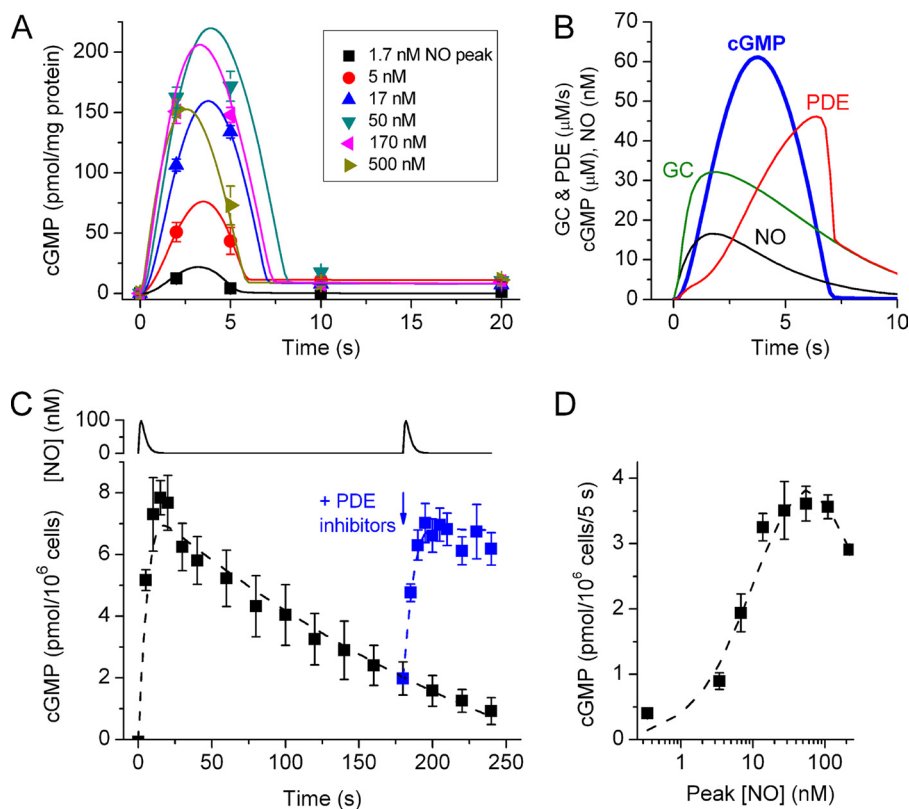 A
cGMP (pmol/mg protein)
200
150
100
50
0
0
5
10
15
20
Time (s)
1.7 nM NO peak
5 nM
17 nM
50 nM
170 nM
500 nM
B
GC & PDE (µM/s)
cGMP (µM), NO (nM)
70
60
50
40
30
20
10
0
0
5
10
Time (s)
cGMP
PDE
GC
NO
C
[NO] (nM)
100
0
cGMP (pmol/10⁶ cells)
8
6
4
2
0
0
50
100
150
200
250
Time (s)
+ PDE
inhibitors
D
cGMP (pmol/10⁶ cells/5 s)
4
3
2
1
0
1
10
100
Peak [NO] (nM)